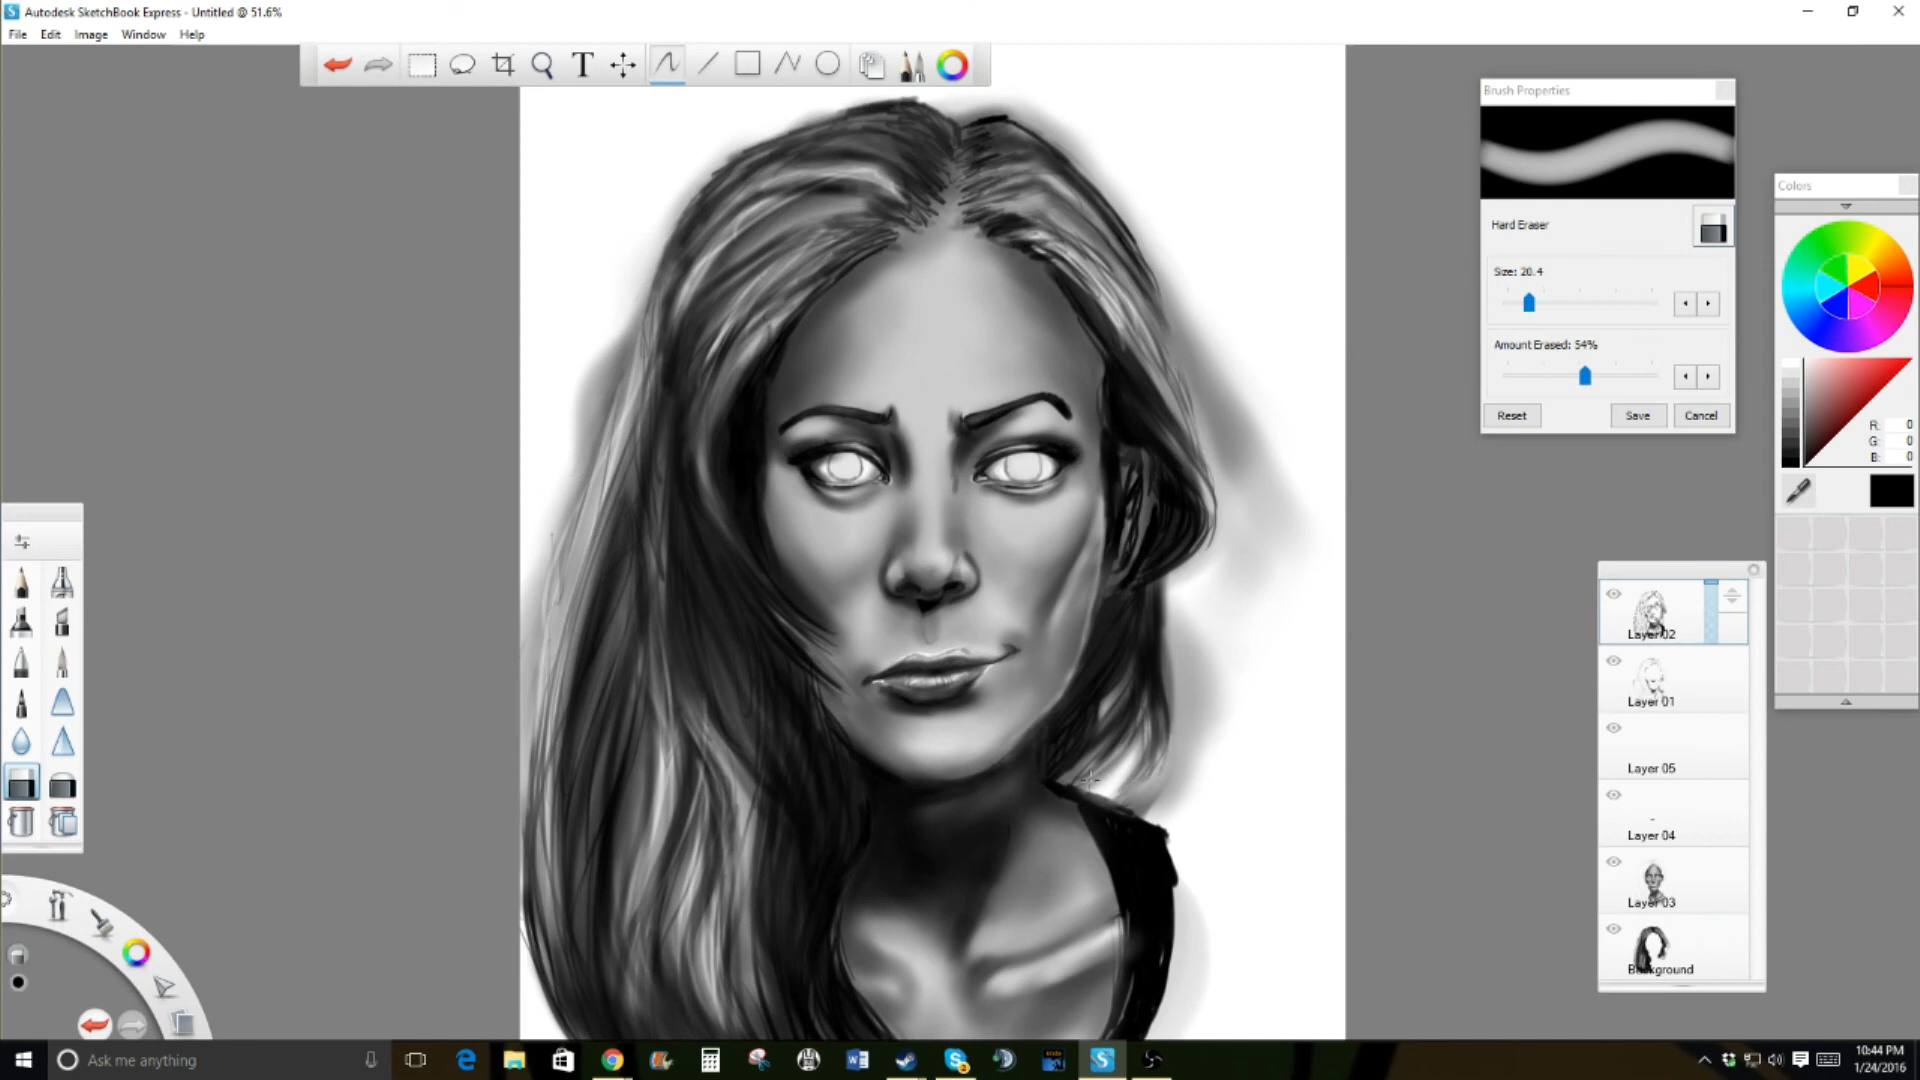 Autodesk SketchBook Express - Untitled @ 51.6%
File Edit Image Window Help
T
Brush Properties
Hard Eraser
Size: 20.4
Amount Erased: 54%
Reset Save Cancel
Colors
R: 0
G: 0
B: 0
Layer 02
Layer 01
Layer 05
Layer 04
Layer 03
Background
Ask me anything
10:44 PM
1/24/2016